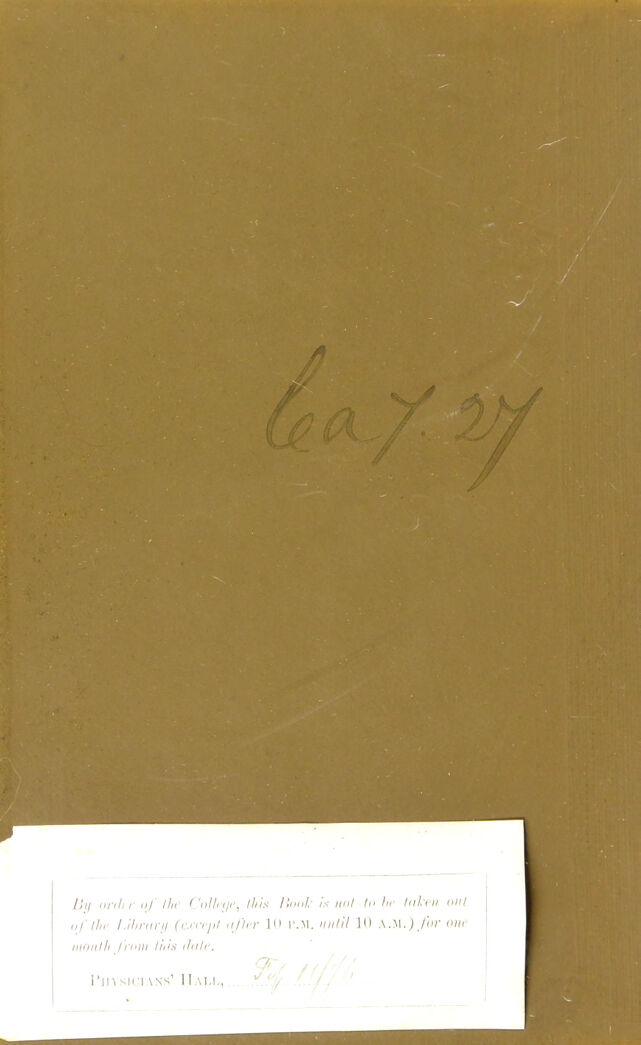 6a 7. 27
By order of the College, this Book is not to be taken out
of the Library (except after 10 P.M. until 10 A.M.) for one
month from this date.
PHYSICIANS' HALL,